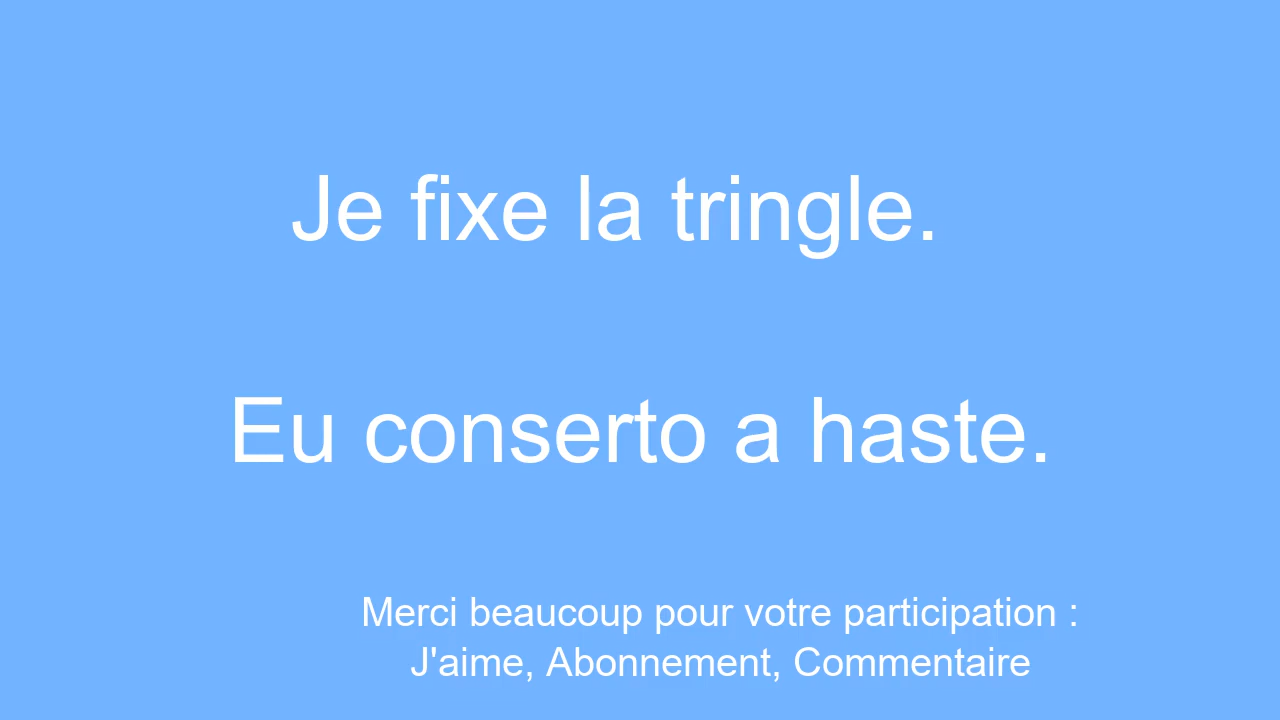 Je fixe la tringle.
Eu conserto a haste.
Merci beaucoup pour votre participation :
J'aime, Abonnement, Commentaire